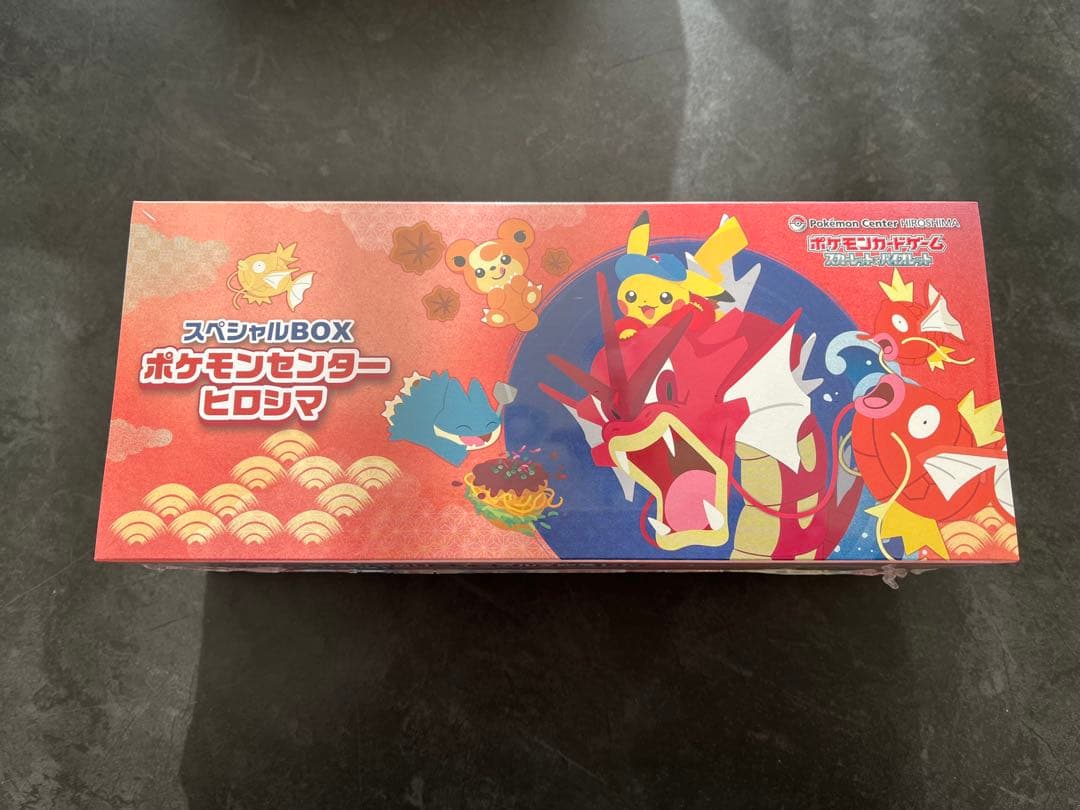 スペシャルBOX
ポケモンセンター
ヒロシマ
Pokémon Center HIROSHIMA
ポケモンカードゲーム
スカーレット&バイオレット